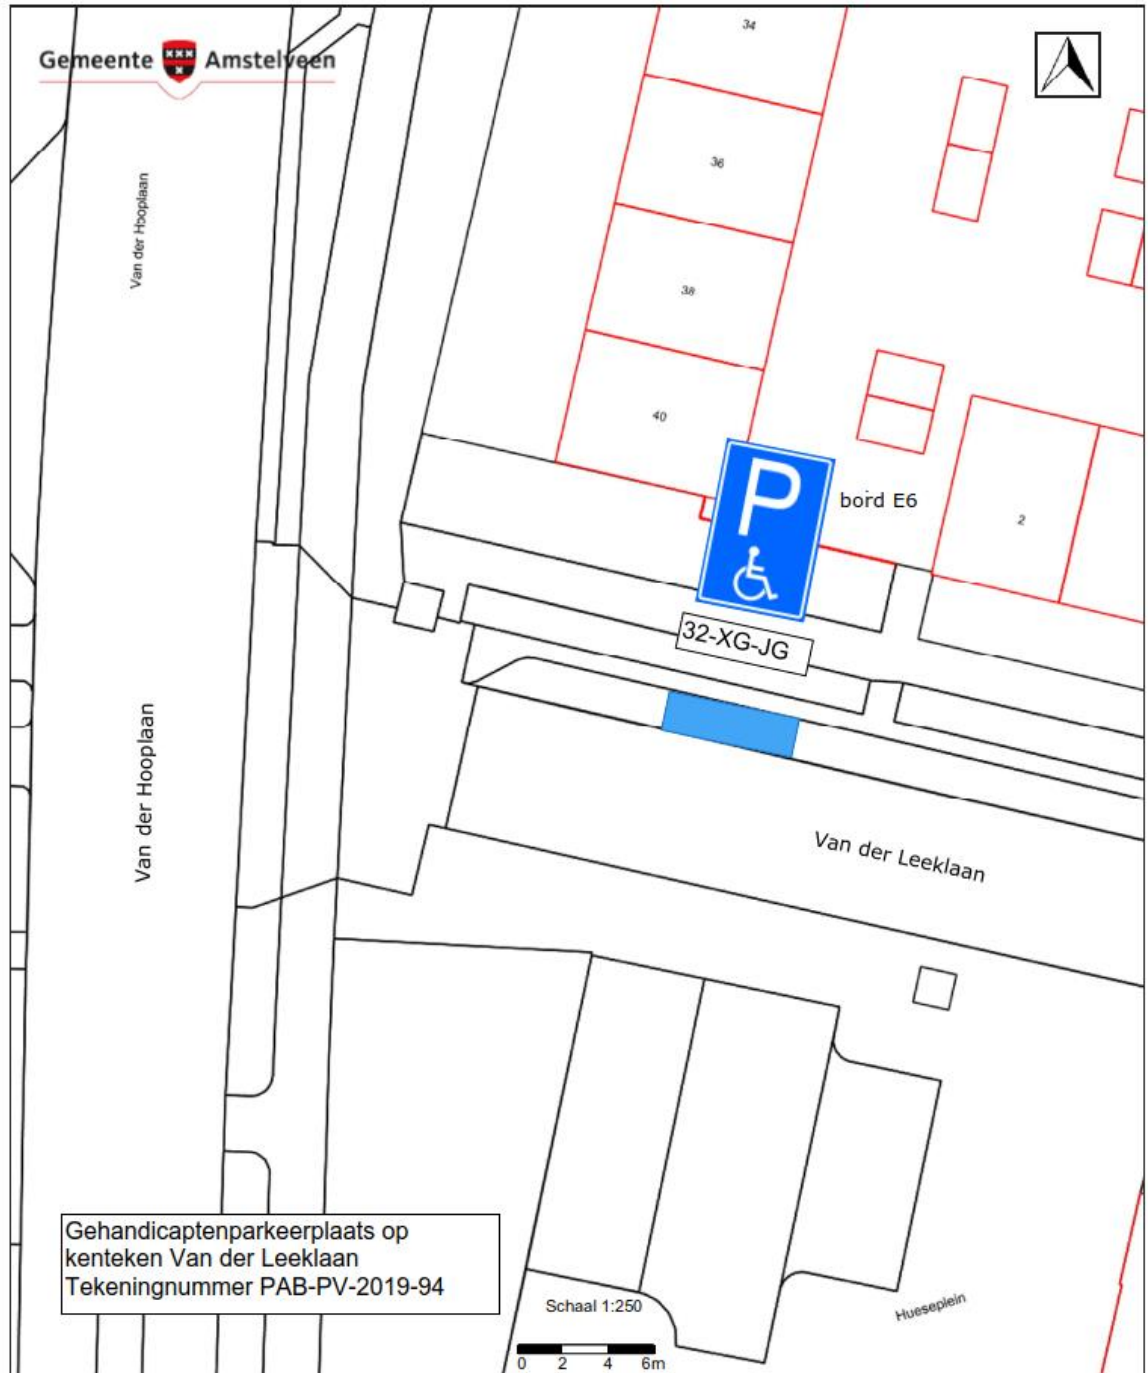 Gemeente Amstelveen
34
36
38
40
Van der Hooplaan
P
bord E6
2
32-XG-JG
Van der Hooplaan
Van der Leeklaan
Gehandicaptenparkeerplaats op
kenteken Van der Leeklaan
Tekeningnummer PAB-PV-2019-94
Schaal 1:250
0 2 4 6m
Hueseplein